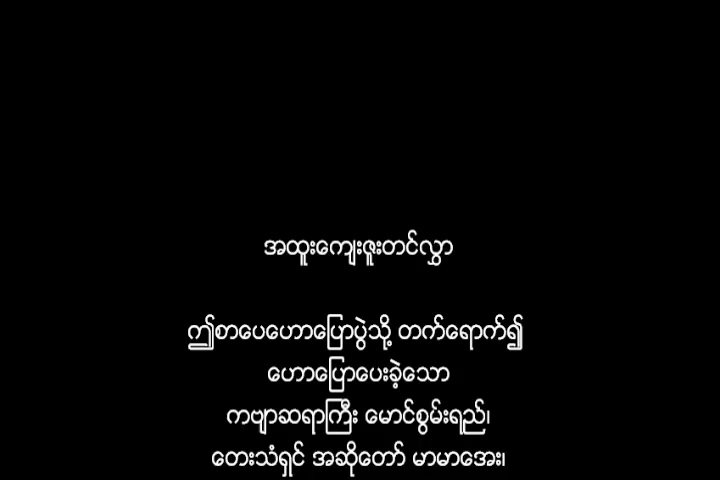 အထူးကျေးဇူးတင်လွှာ
ဤစာပေဟောပြောပွဲသို့ တက်ရောက်၍
ဟောပြောပေးခဲ့သော
ကဗျာဆရာကြီး မောင်စွမ်းရည်၊
တေးသံရှင် အဆိုတော် မာမာအေး၊